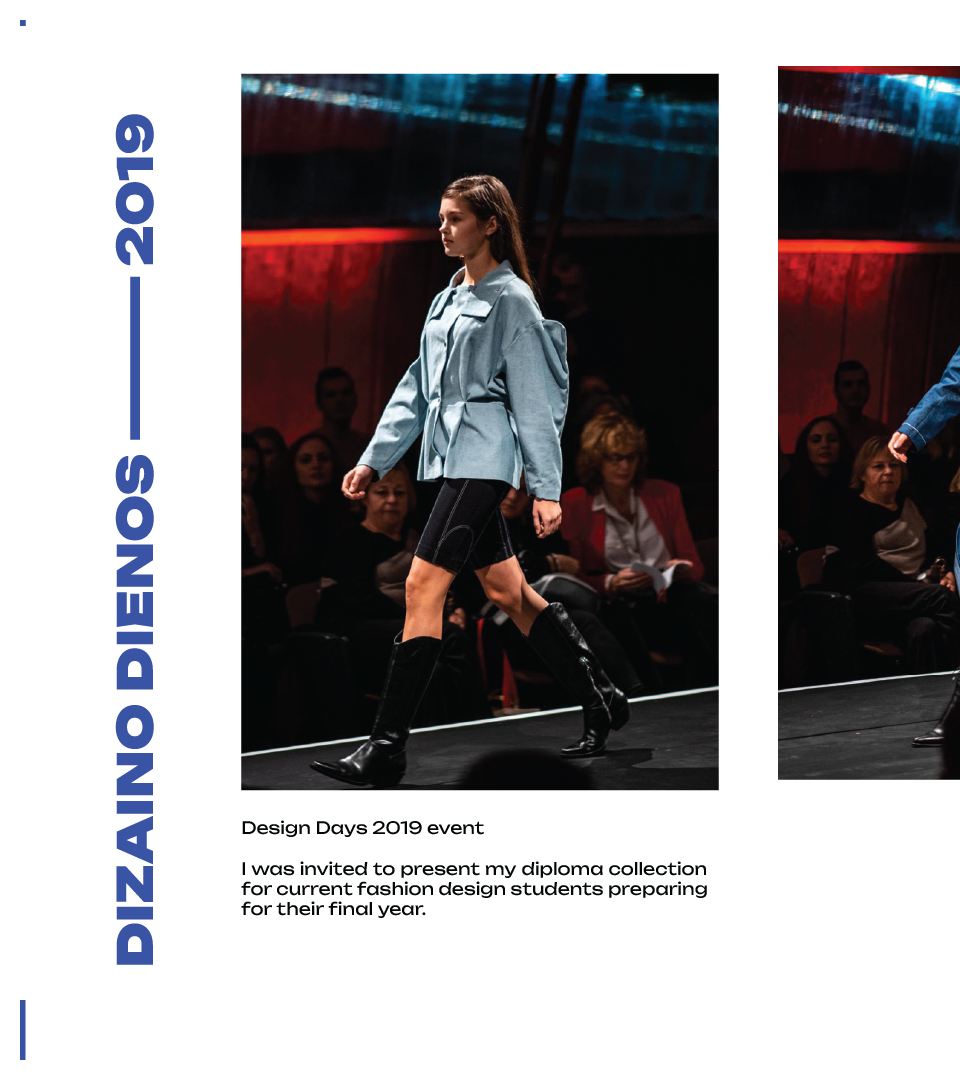 DIZAINO DIENOS — 2019
Design Days 2019 event
I was invited to present my diploma collection
for current fashion design students preparing
for their final year.